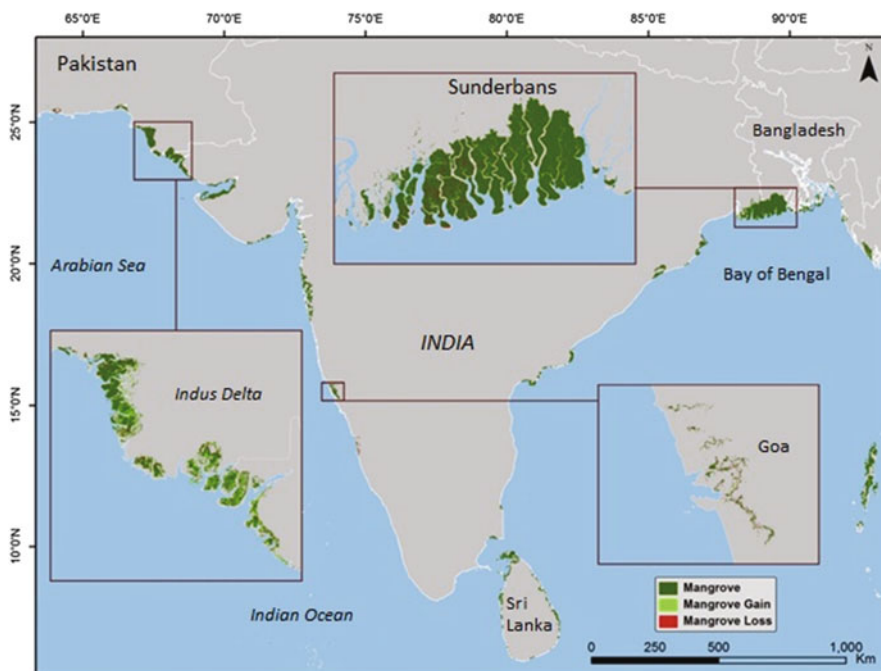 65°0'E
70°0'E
75°0'E
80°0'E
85°0'E
90°0'E
N
Pakistan
Sunderbans
25°0'N
Bangladesh
20°0'N
Arabian Sea
Bay of Bengal
INDIA
15°0'N
Indus Delta
Goa
10°0'N
Mangrove
Mangrove Gain
Mangrove Loss
Indian Ocean
Sri
Lanka
0 250 500 1,000
Km